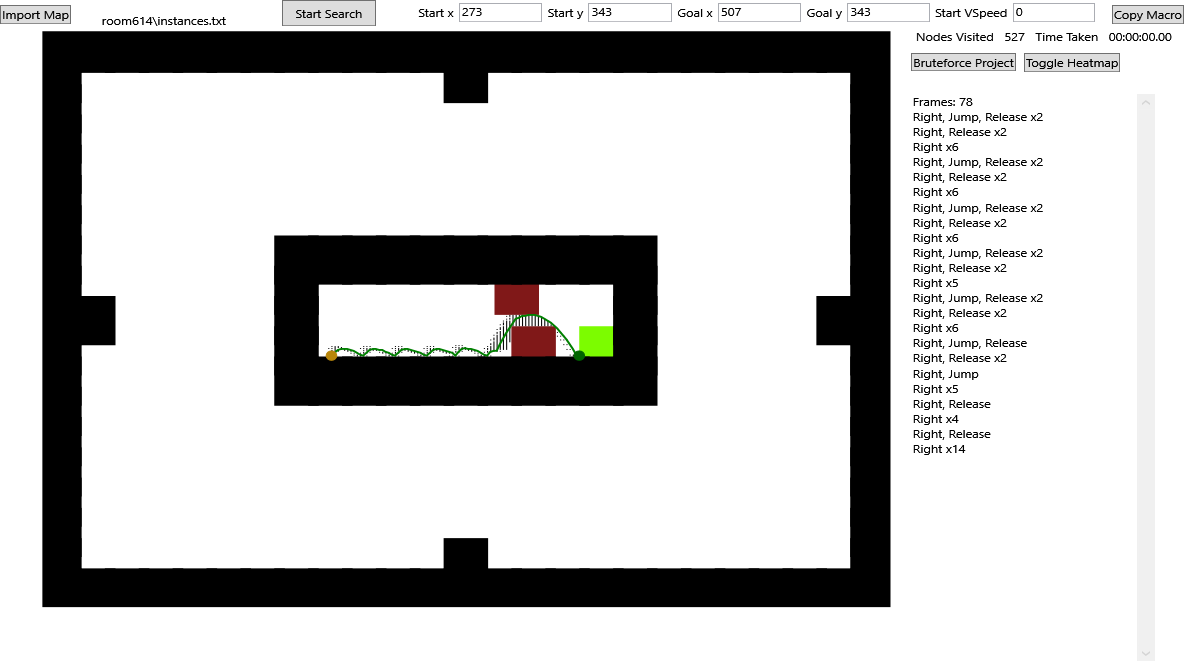 Import Map
room614\instances.txt
Start Search
Start x 273 Start y 343 Goal x 507 Goal y 343 Start VSpeed 0
Copy Macro
Nodes Visited 527 Time Taken 00:00:00.00
Bruteforce Project Toggle Heatmap
Frames: 78
Right, Jump, Release x2
Right, Release x2
Right x6
Right, Jump, Release x2
Right, Release x2
Right x6
Right, Jump, Release x2
Right, Release x2
Right x6
Right, Jump, Release x2
Right, Release x2
Right x5
Right, Jump, Release x2
Right, Release x2
Right x6
Right, Jump, Release
Right, Release x2
Right, Jump
Right x5
Right, Release
Right x4
Right, Release
Right x14